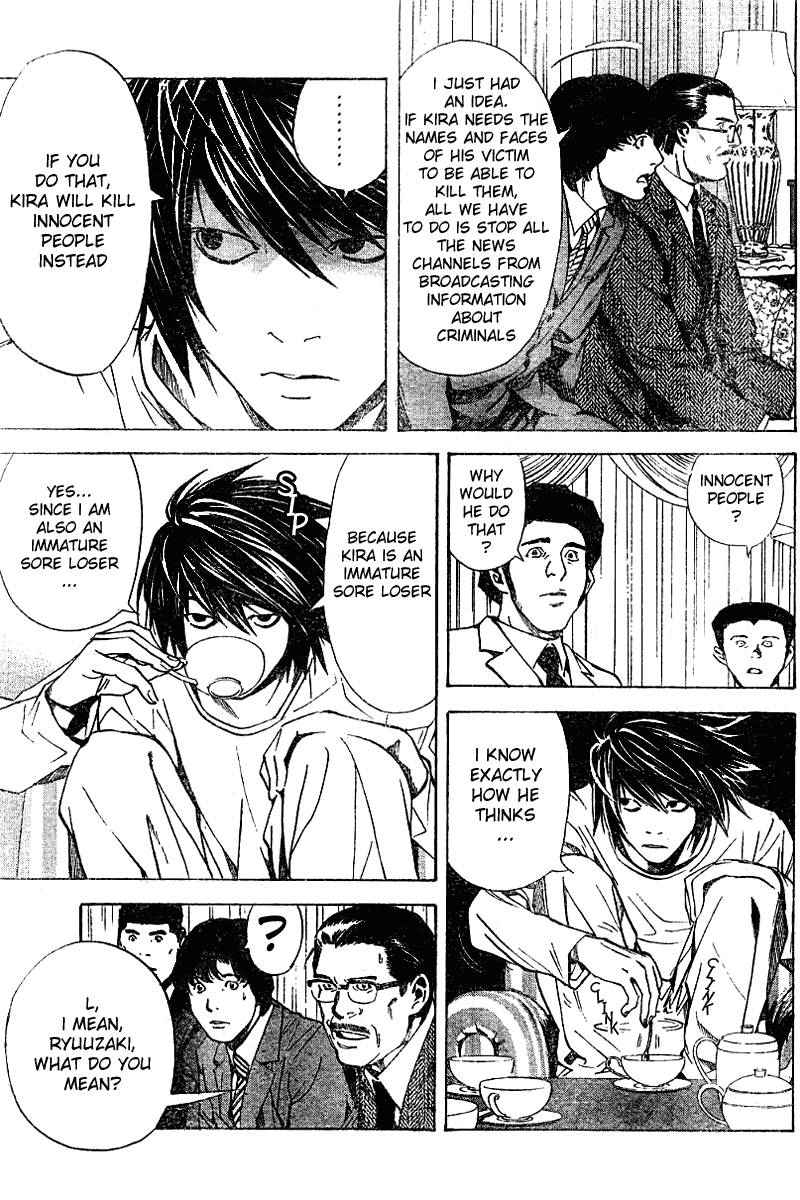 I JUST HAD
AN IDEA.
IF KIRA NEEDS THE
NAMES AND FACES
OF HIS VICTIM
TO BE ABLE TO
KILL THEM,
ALL WE HAVE
TO DO IS STOP ALL
THE NEWS
CHANNELS FROM
BROADCASTING
INFORMATION
ABOUT
CRIMINALS
........
IF YOU
DO THAT,
KIRA WILL KILL
INNOCENT
PEOPLE
INSTEAD
INNOCENT
PEOPLE
?
WHY
WOULD
HE DO
THAT
?
BECAUSE
KIRA IS AN
IMMATURE
SORE LOSER
SIP
YES...
SINCE I AM
ALSO AN
IMMATURE
SORE LOSER
...
I KNOW
EXACTLY
HOW HE
THINKS
...
CLINK
CLINK
?
L,
I MEAN,
RYUUZAKI,
WHAT DO YOU
MEAN?